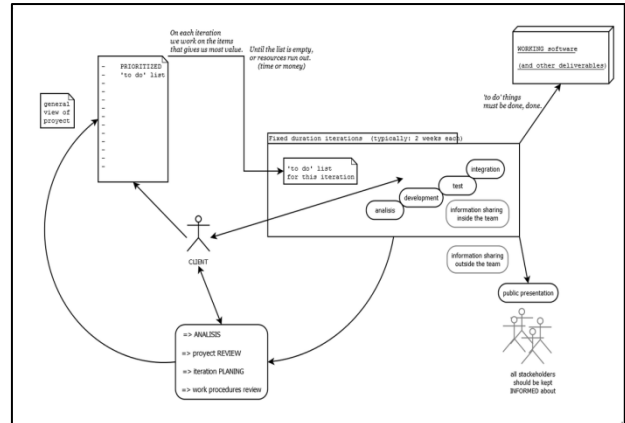 On each iteration
we work on the items
that gives us most value.
Until the list is empty,
or resources run out.
(time or money)
PRIORITIZED
'to do' list
general
view of
proyect
WORKING software
(and other deliverables)
'to do' things
must be done, done.
Fixed duration iterations (typically: 2 weeks each)
'to do' list
for this iteration
integration
test
development
analisis
information sharing
inside the team
CLIENT
information sharing
outside the team
public presentation
=> ANALISIS
=> proyect REVIEW
=> iteration PLANING
=> work procedures review
all stackeholders
should be kept
INFORMED about